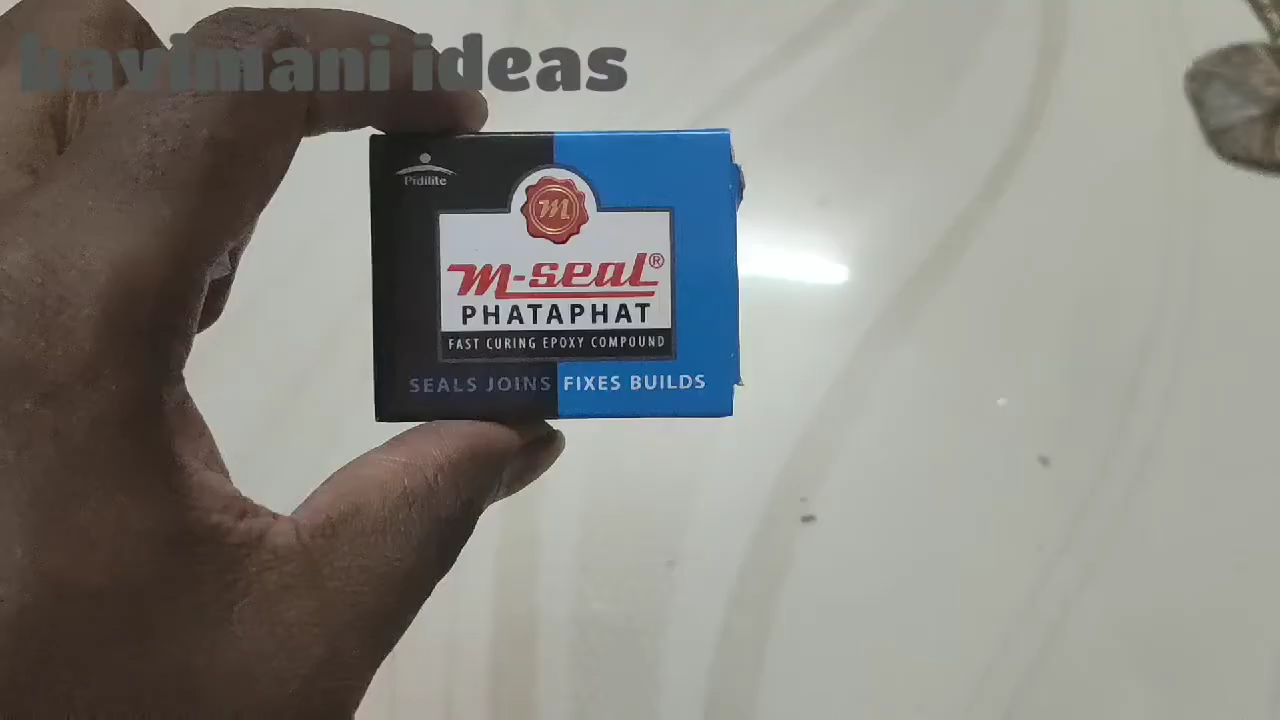 kavimani ideas
Pidilite
m
m-seal®
PHATAPHAT
FAST CURING EPOXY COMPOUND
SEALS JOINS FIXES BUILDS